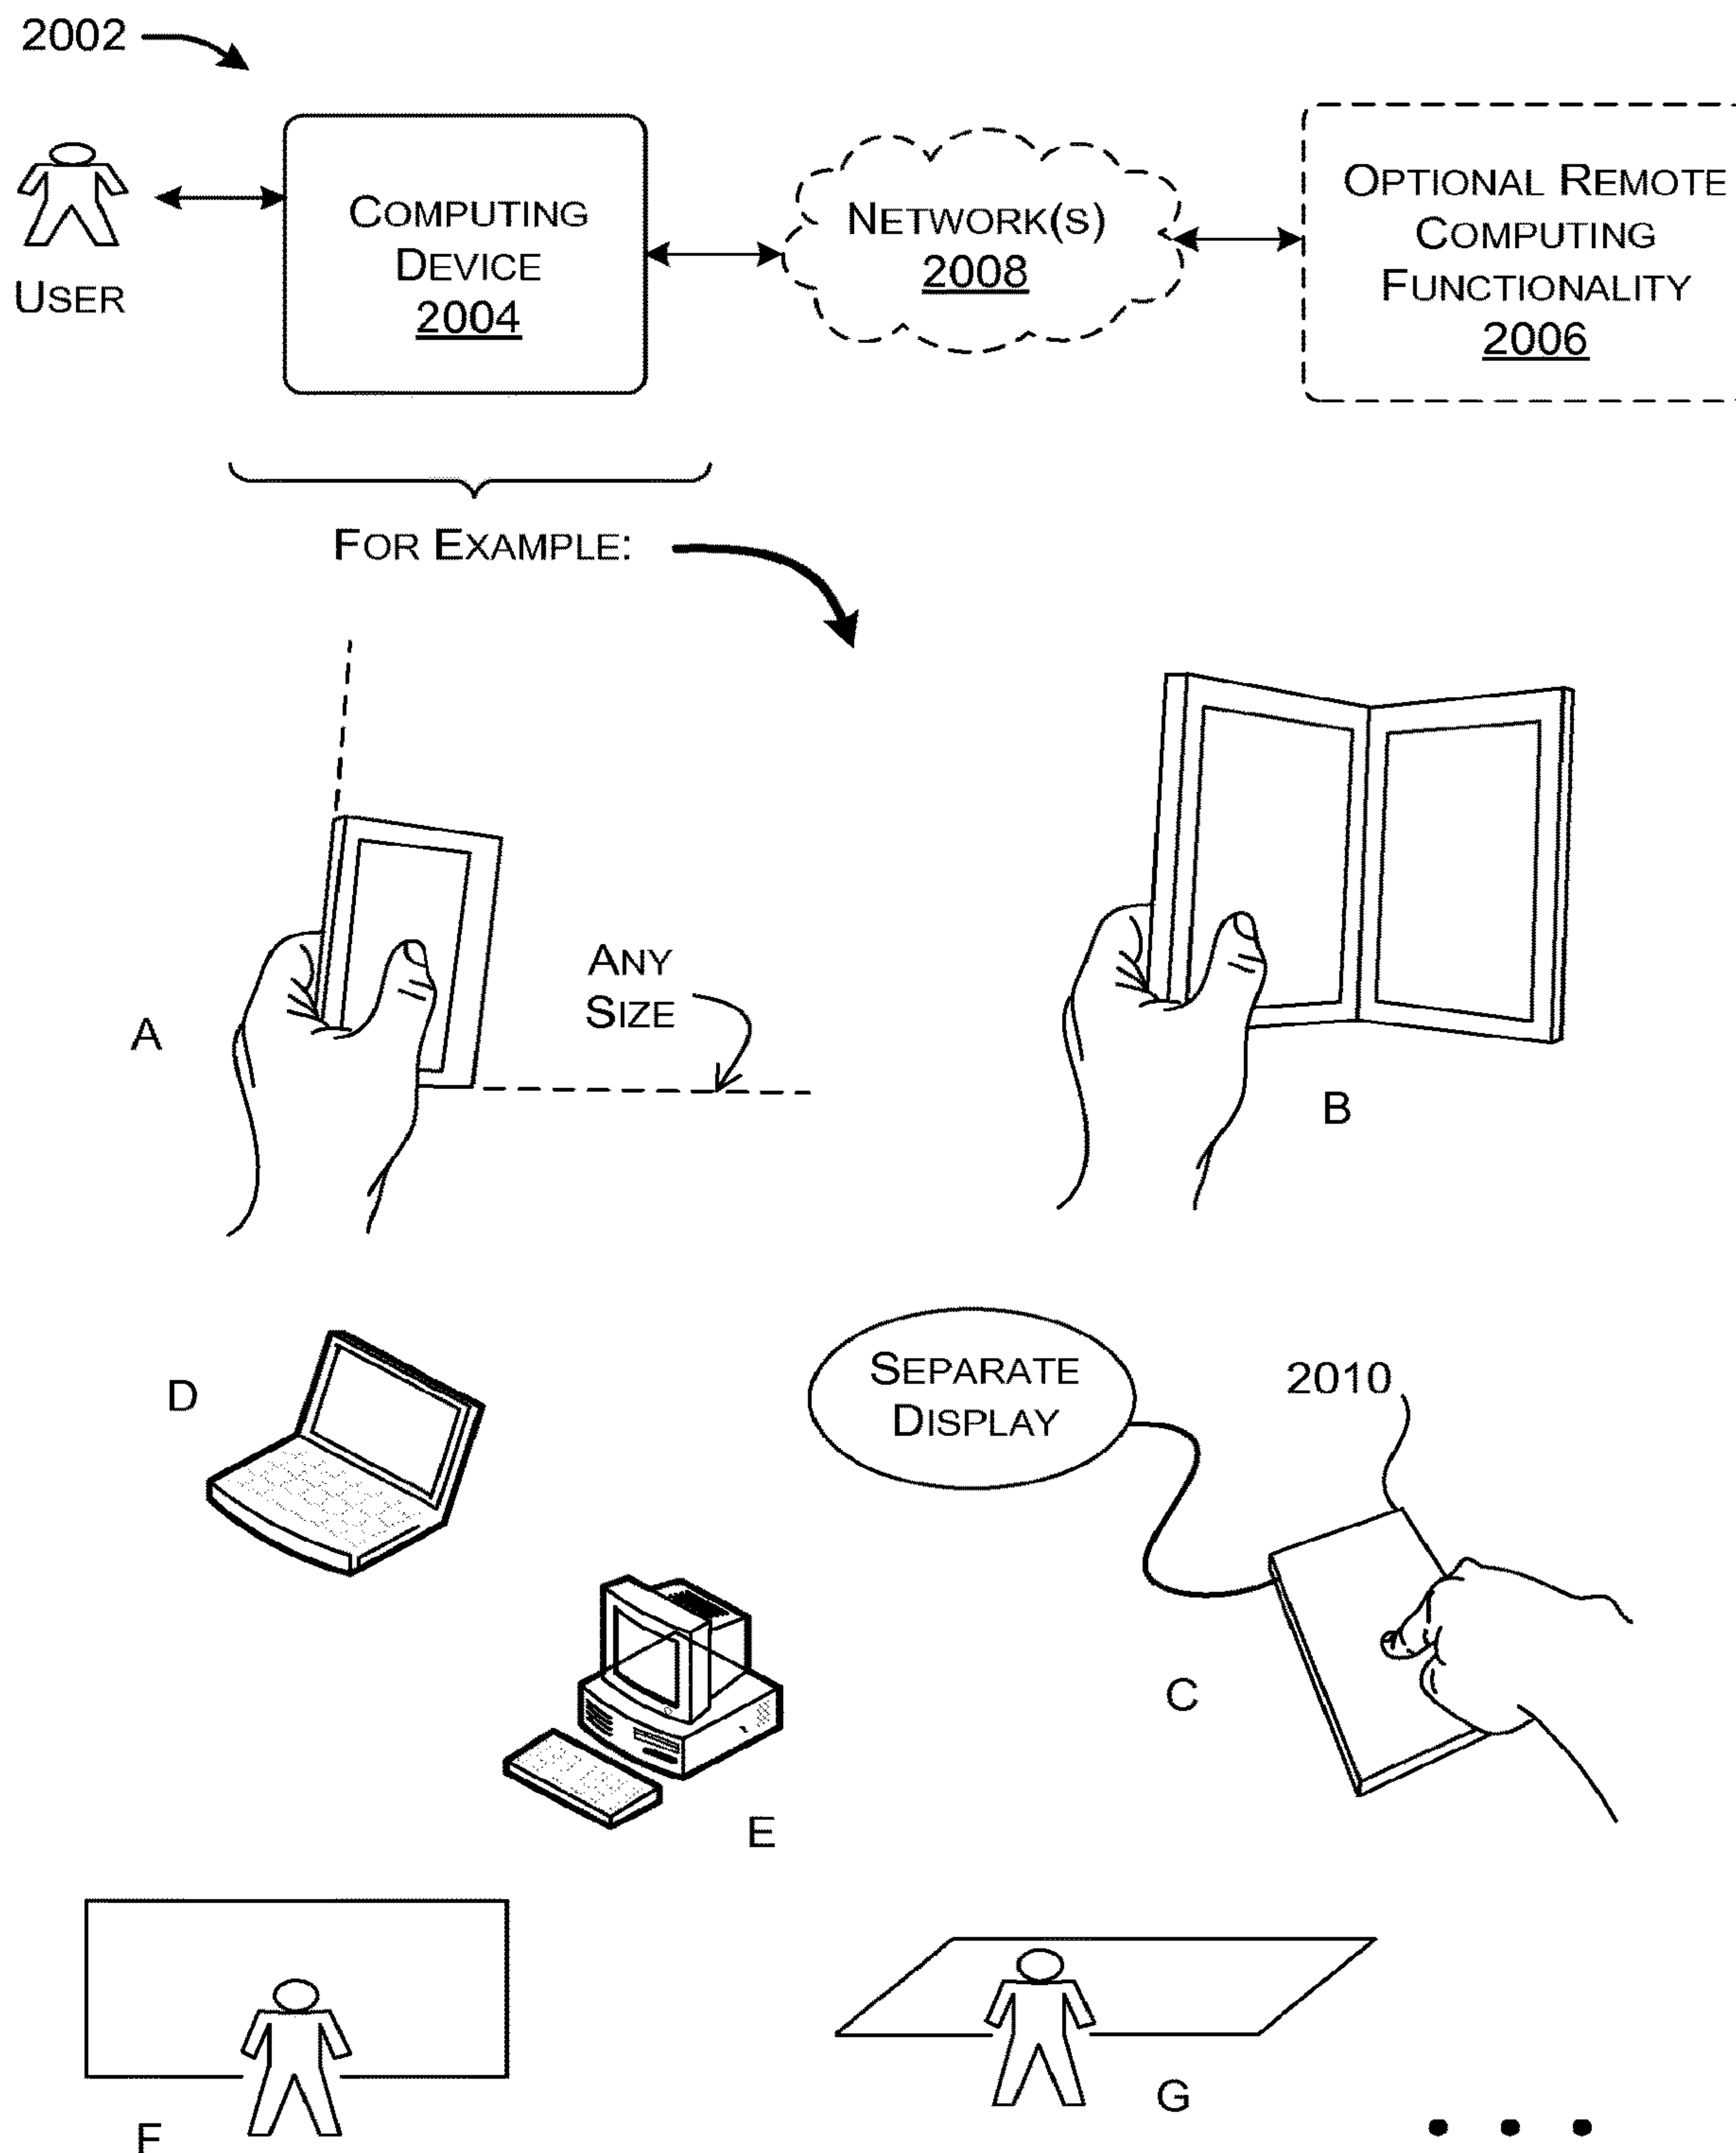 2002
USER
COMPUTING
DEVICE
2004
NETWORK(S)
2008
OPTIONAL REMOTE
COMPUTING
FUNCTIONALITY
2006
FOR EXAMPLE:
A
ANY
SIZE
B
D
SEPARATE
DISPLAY
2010
C
E
F
G